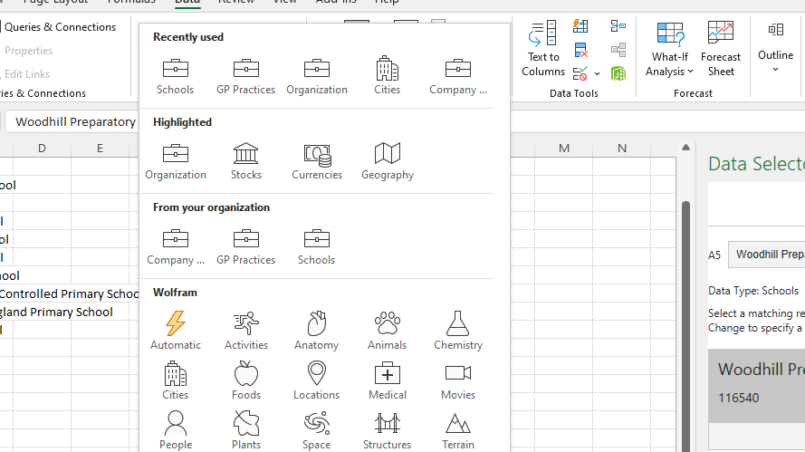 Page Layout Formulas Data Review View Add-ins Help
Queries & Connections
Properties
Edit Links
ies & Connections
Text to
Columns
Data Tools
What-If
Analysis
Forecast
Sheet
Forecast
Outline
Woodhill Preparatory
D E M N
ool
ol
ol
hool
Controlled Primary Schoo
gland Primary School
Recently used
Schools GP Practices Organization Cities Company ...
Highlighted
Organization Stocks Currencies Geography
From your organization
Company ... GP Practices Schools
Wolfram
Automatic Activities Anatomy Animals Chemistry
Cities Foods Locations Medical Movies
People Plants Space Structures Terrain
Data Selecto
A5 Woodhill Prepa
Data Type: Schools
Select a matching re
Change to specify a
Woodhill Pre
116540